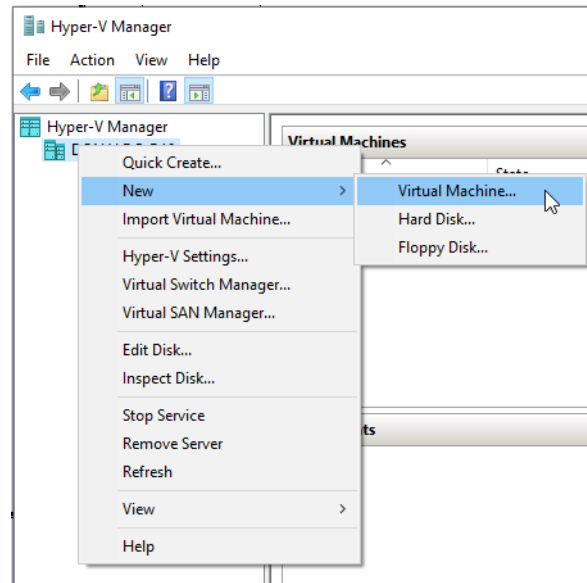 Hyper-V Manager
File Action View Help
Hyper-V Manager
Virtual Machines
Quick Create...
New
Virtual Machine...
Import Virtual Machine...
Hard Disk...
Floppy Disk...
Hyper-V Settings...
Virtual Switch Manager...
Virtual SAN Manager...
Edit Disk...
Inspect Disk...
Stop Service
Remove Server
Refresh
View
Help